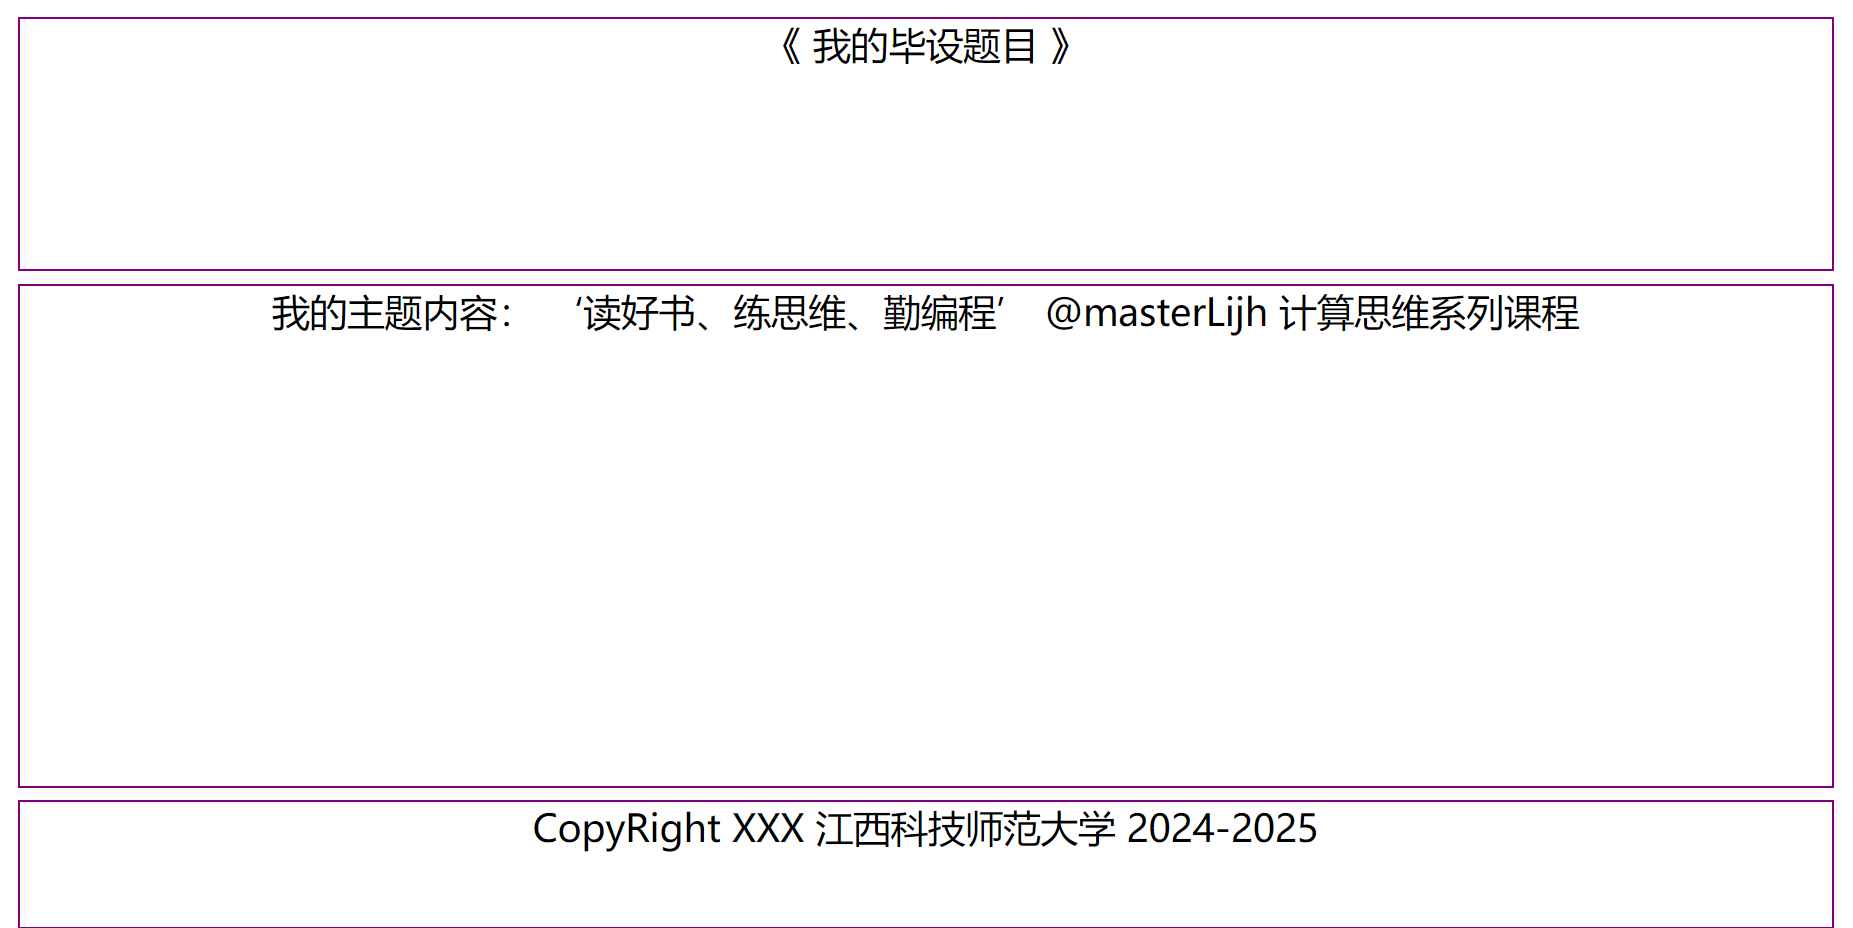 《 我的毕设题目 》
我的主题内容： ‘读好书、练思维、勤编程’ @masterLijh 计算思维系列课程
CopyRight XXX 江西科技师范大学 2024-2025